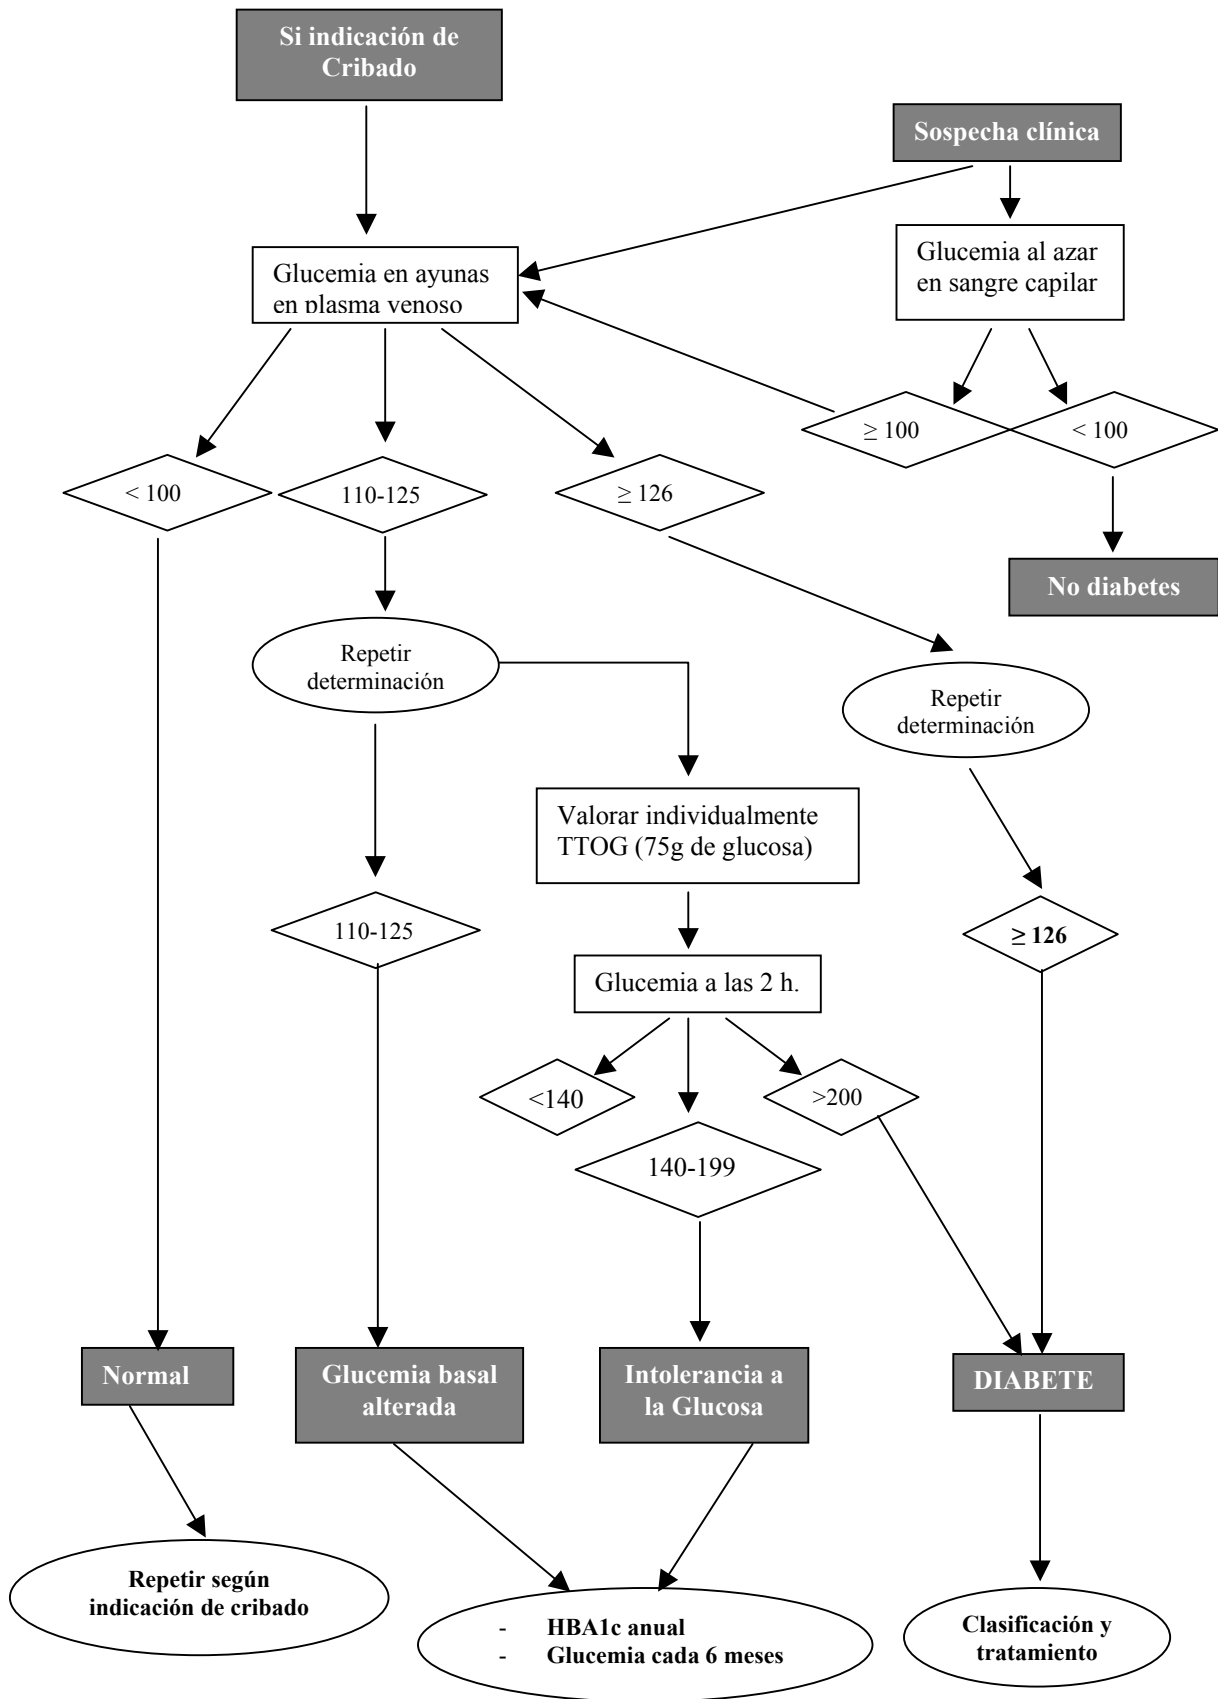 Si indicación de
Cribado
Sospecha clínica
Glucemia en ayunas
en plasma venoso
Glucemia al azar
en sangre capilar
≥ 100
< 100
< 100
110-125
≥ 126
No diabetes
Repetir
determinación
Repetir
determinación
Valorar individualmente
TTOG (75g de glucosa)
110-125
≥ 126
Glucemia a las 2 h.
<140
>200
140-199
Normal
Glucemia basal
alterada
Intolerancia a
la Glucosa
DIABETE
Repetir según
indicación de cribado
- HBA1c anual
- Glucemia cada 6 meses
Clasificación y
tratamiento